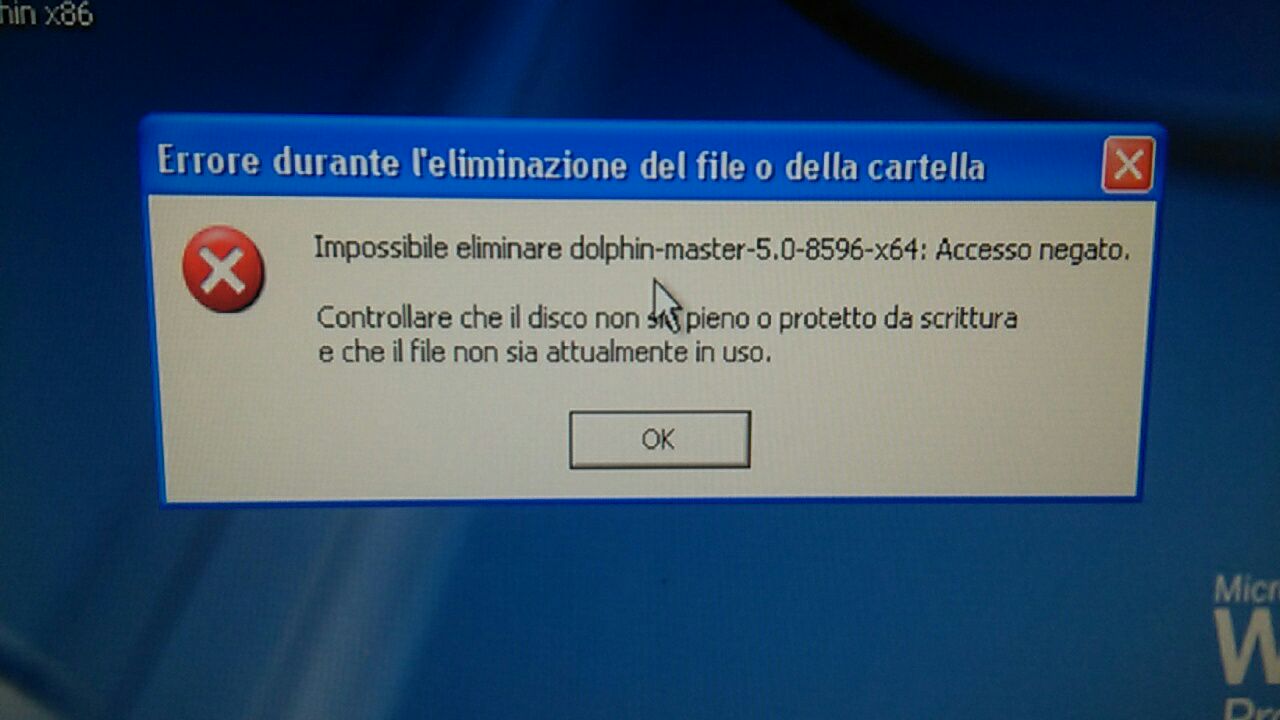 hin x86
Errore durante l'eliminazione del file o della cartella
Impossibile eliminare dolphin-master-5.0-8596-x64: Accesso negato.
Controllare che il disco non pieno o protetto da scrittura
e che il file non sia attualmente in uso.
OK
Micr
W
Pr